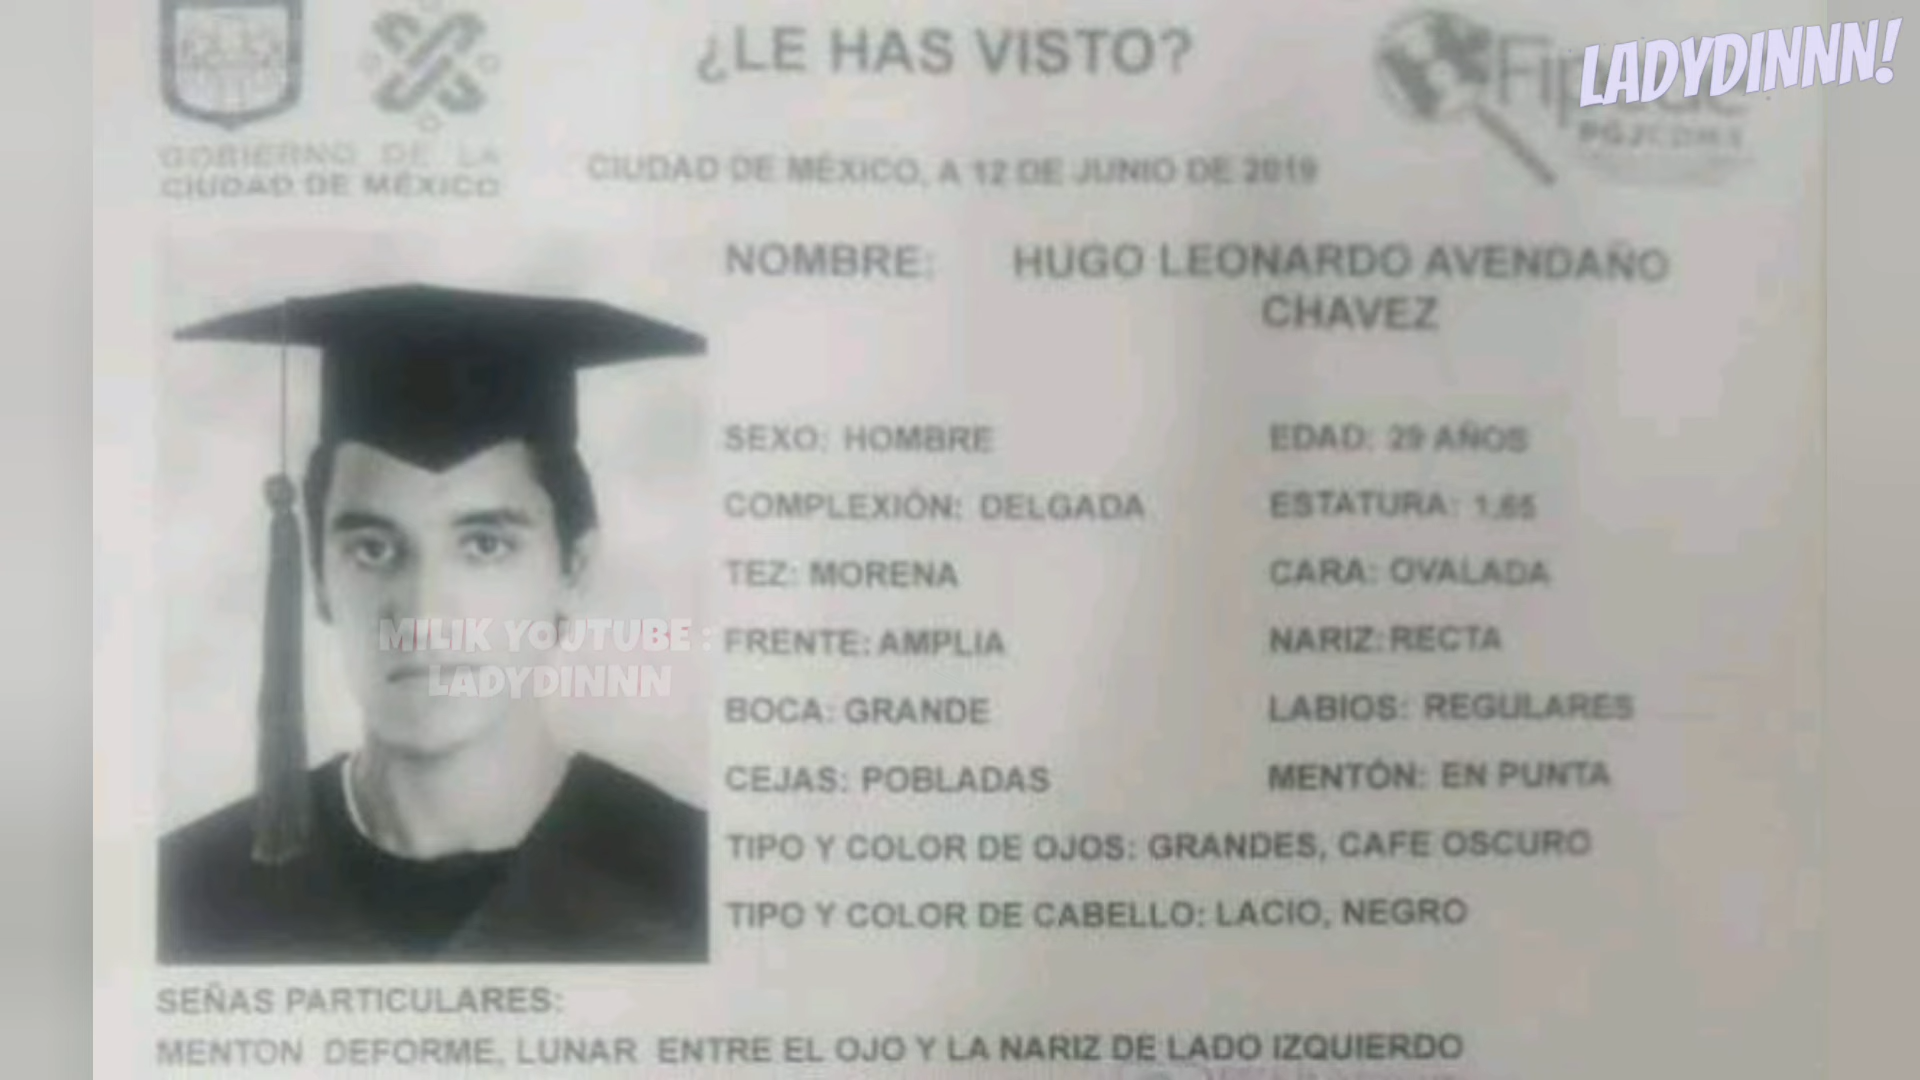 LADYDINNN!
¿LE HAS VISTO?
GOBIERNO DE LA
CIUDAD DE MÉXICO
CIUDAD DE MÉXICO, A 12 DE JUNIO DE 2019
PGJCDMX
NOMBRE: HUGO LEONARDO AVENDAÑO
CHAVEZ
SEXO: HOMBRE EDAD: 29 AÑOS
COMPLEXIÓN: DELGADA ESTATURA: 1.65
TEZ: MORENA CARA: OVALADA
FRENTE: AMPLIA NARIZ: RECTA
BOCA: GRANDE LABIOS: REGULARES
CEJAS: POBLADAS MENTÓN: EN PUNTA
TIPO Y COLOR DE OJOS: GRANDES, CAFE OSCURO
TIPO Y COLOR DE CABELLO: LACIO, NEGRO
MILIK YOUTUBE :
LADYDINNN
SEÑAS PARTICULARES:
MENTON DEFORME, LUNAR ENTRE EL OJO Y LA NARIZ DE LADO IZQUIERDO